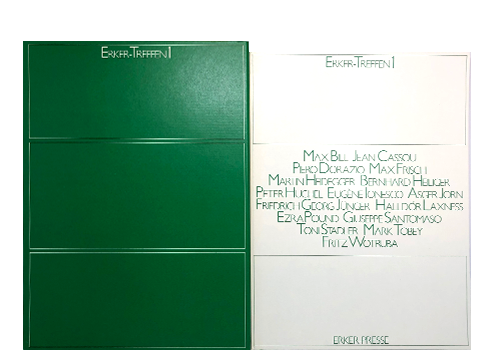 ERKER-TREFFEN 1
ERKER-TREFFEN 1
MAX BILL JEAN CASSOU
PIERO DORAZIO MAX FRISCH
MARTIN HEIDEGGER BERNHARD HEILIGER
PETER HUCHEL EUGÈNE IONESCO ASGER JORN
FRIEDRICH GEORG JÜNGER HALLDÓR LAXNESS
EZRA POUND GIUSEPPE SANTOMASO
TONI STADLER MARK TOBEY
FRITZ WOTRUBA
ERKER PRESSE